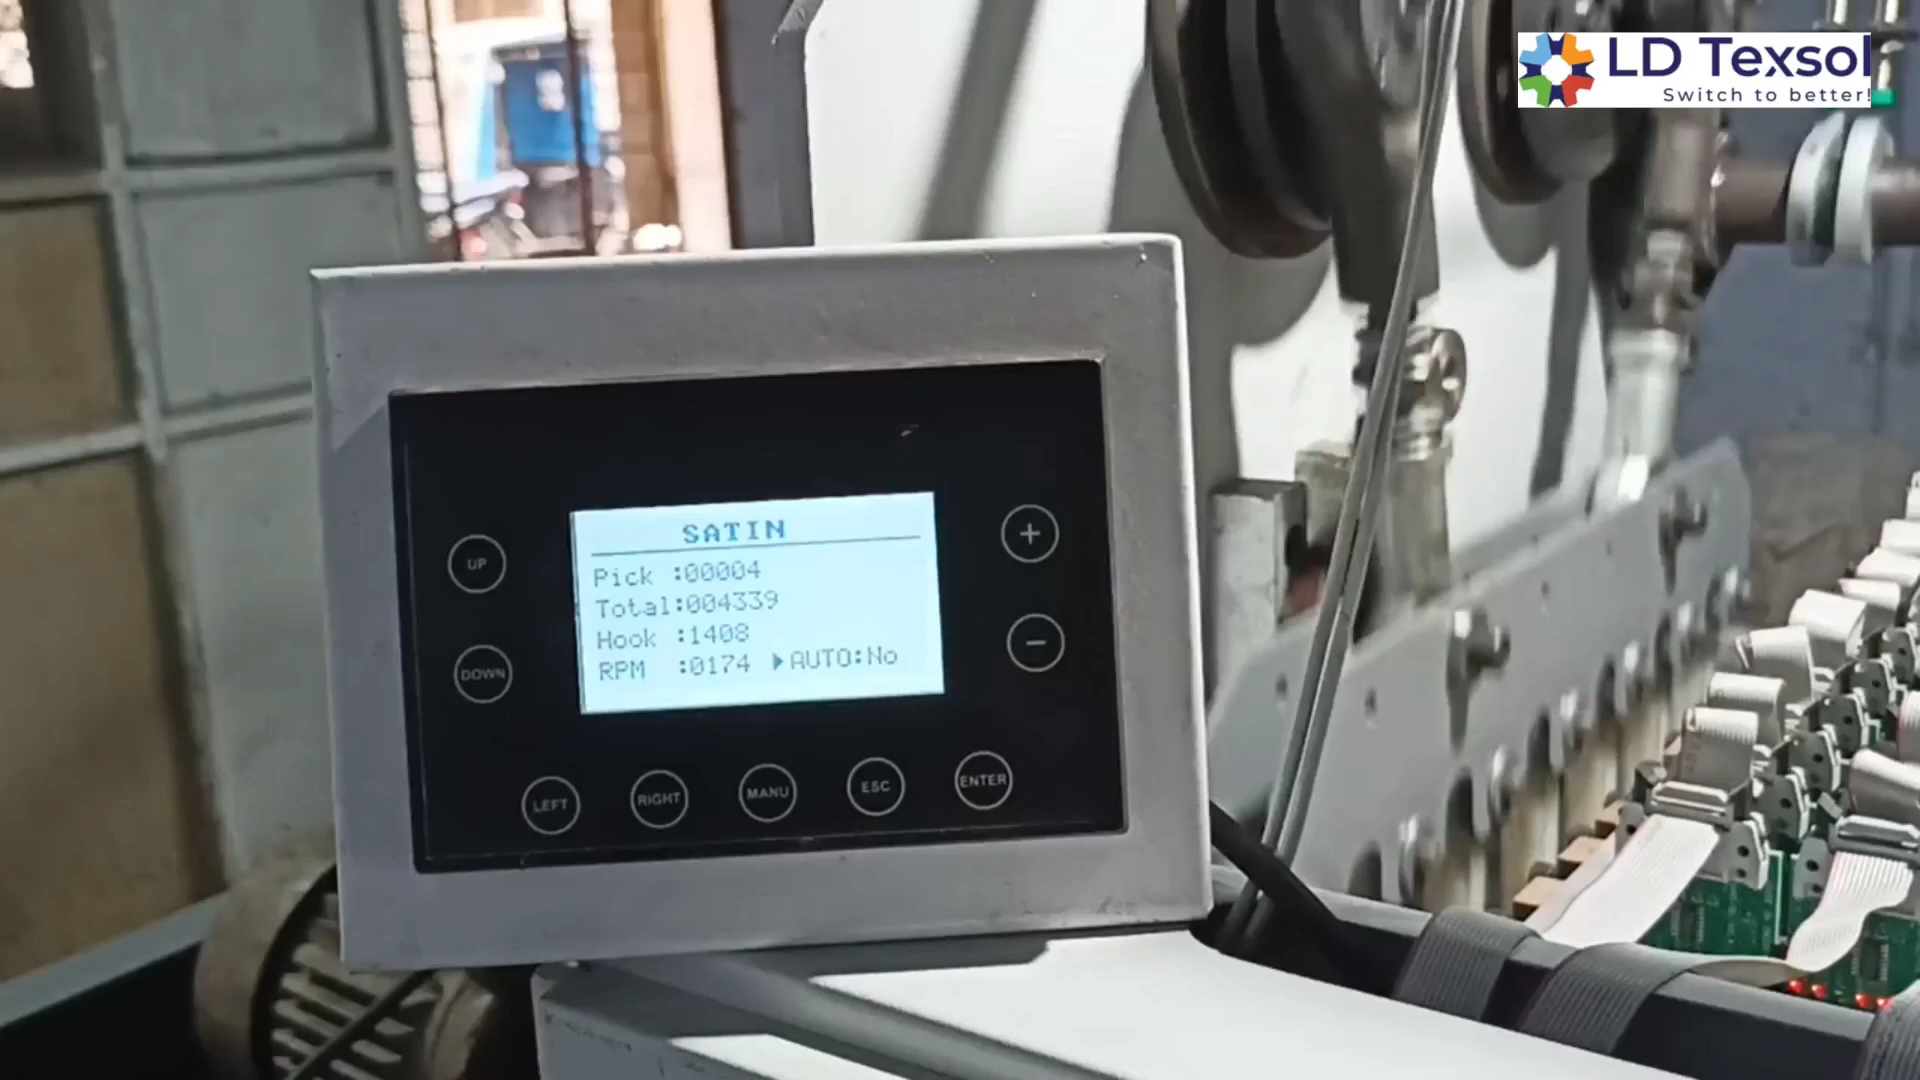 LD Texsol
Switch to better!
SATIN
Pick :00004
Total:004339
Hook :1408
RPM :0174 AUTO:No
UP
DOWN
+
−
LEFT
RIGHT
MANU
ESC
ENTER